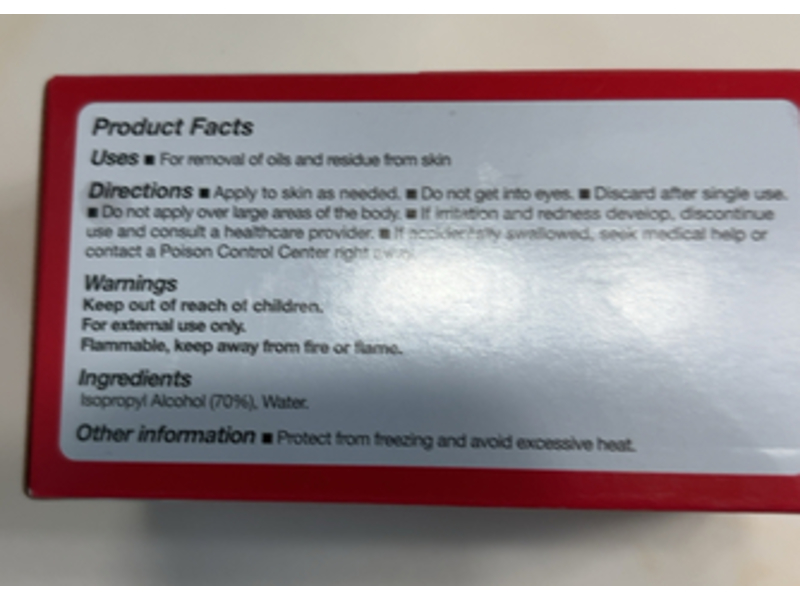 Product Facts
Uses ■ For removal of oils and residue from skin
Directions ■ Apply to skin as needed. ■ Do not get into eyes. ■ Discard after single use.
■ Do not apply over large areas of the body. ■ If irritation and redness develop, discontinue
use and consult a healthcare provider. ■ If accidentally swallowed, seek medical help or
contact a Poison Control Center right away.
Warnings
Keep out of reach of children.
For external use only.
Flammable, keep away from fire or flame.
Ingredients
Isopropyl Alcohol (70%), Water.
Other information ■ Protect from freezing and avoid excessive heat.